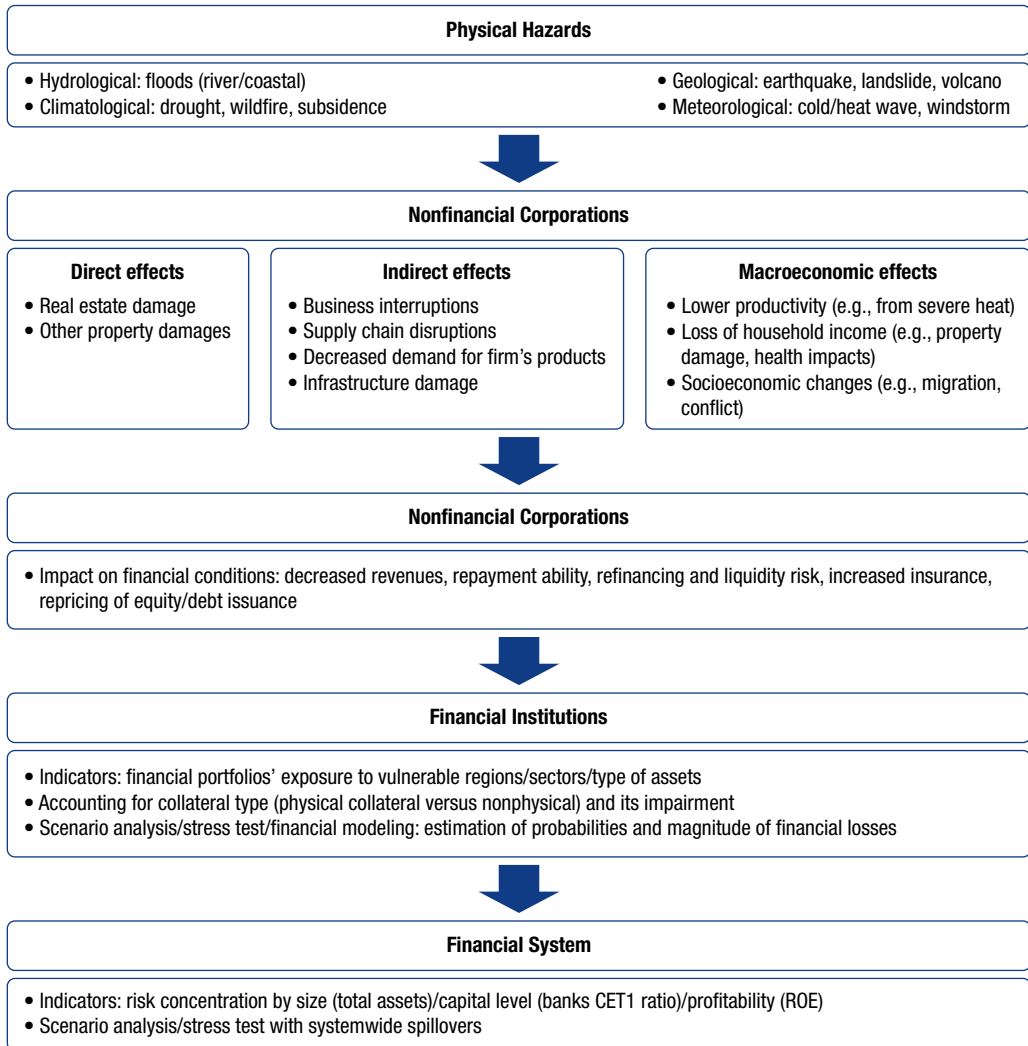 Physical Hazards
• Hydrological: floods (river/coastal)
• Climatological: drought, wildfire, subsidence
• Geological: earthquake, landslide, volcano
• Meteorological: cold/heat wave, windstorm
Nonfinancial Corporations
Direct effects
• Real estate damage
• Other property damages
Indirect effects
• Business interruptions
• Supply chain disruptions
• Decreased demand for firm's products
• Infrastructure damage
Macroeconomic effects
• Lower productivity (e.g., from severe heat)
• Loss of household income (e.g., property
damage, health impacts)
• Socioeconomic changes (e.g., migration,
conflict)
Nonfinancial Corporations
• Impact on financial conditions: decreased revenues, repayment ability, refinancing and liquidity risk, increased insurance,
repricing of equity/debt issuance
Financial Institutions
• Indicators: financial portfolios' exposure to vulnerable regions/sectors/type of assets
• Accounting for collateral type (physical collateral versus nonphysical) and its impairment
• Scenario analysis/stress test/financial modeling: estimation of probabilities and magnitude of financial losses
Financial System
• Indicators: risk concentration by size (total assets)/capital level (banks CET1 ratio)/profitability (ROE)
• Scenario analysis/stress test with systemwide spillovers